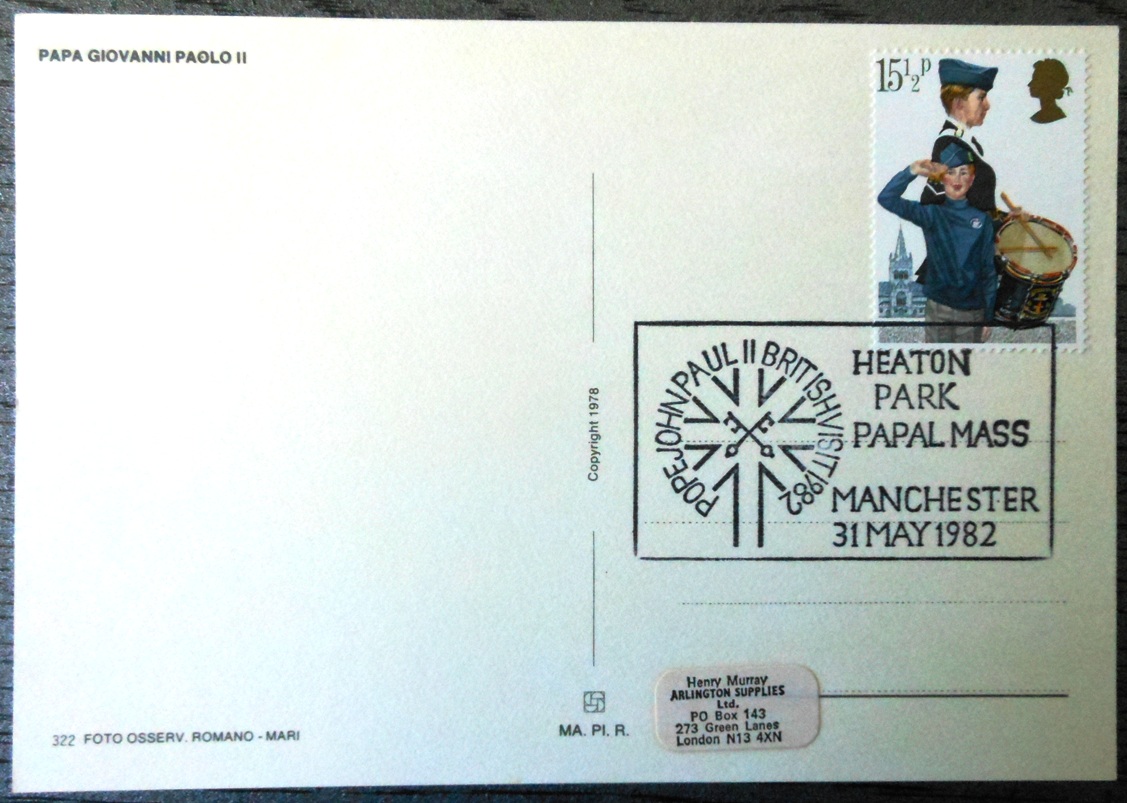 PAPA GIOVANNI PAOLO II
15½p
POPE JOHN PAUL II BRITISH VISIT 1982
HEATON
PARK
PAPAL MASS
MANCHESTER
31 MAY 1982
Copyright 1978
Henry Murray
ARLINGTON SUPPLIES
Ltd.
PO Box 143
273 Green Lanes
London N13 4XN
MA. PI. R.
322 FOTO OSSERV. ROMANO - MARI